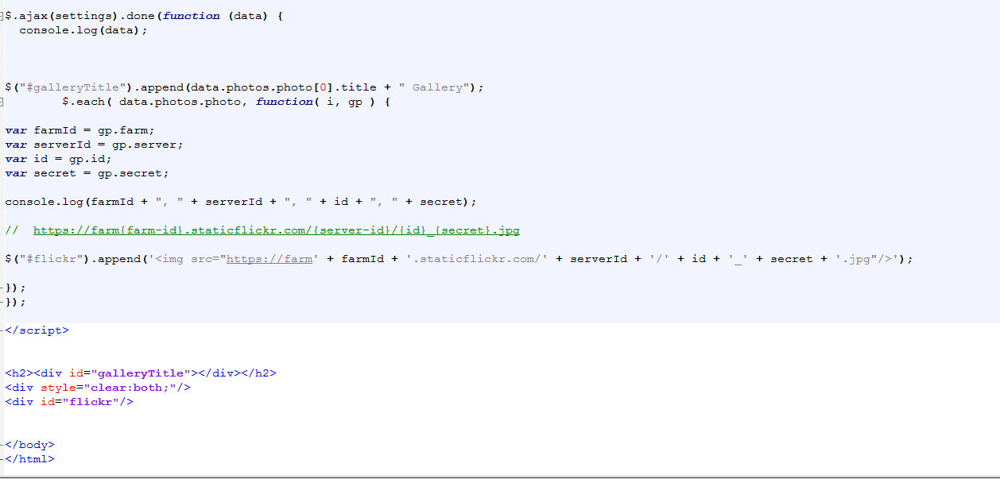 $.ajax(settings).done(function (data) {
  console.log(data);
$("#galleryTitle").append(data.photos.photo[0].title + " Gallery");
        $.each( data.photos.photo, function( i, gp ) {
var farmId = gp.farm;
var serverId = gp.server;
var id = gp.id;
var secret = gp.secret;
console.log(farmId + ", " + serverId + ", " + id + ", " + secret);
//  https://farm{farm-id}.staticflickr.com/{server-id}/{id}_{secret}.jpg
$("#flickr").append('<img src="https://farm' + farmId + '.staticflickr.com/' + serverId + '/' + id + '_' + secret + '.jpg"/>');
});
});
</script>
<h2><div id="galleryTitle"></div></h2>
<div style="clear:both;"/>
<div id="flickr"/>
</body>
</html>